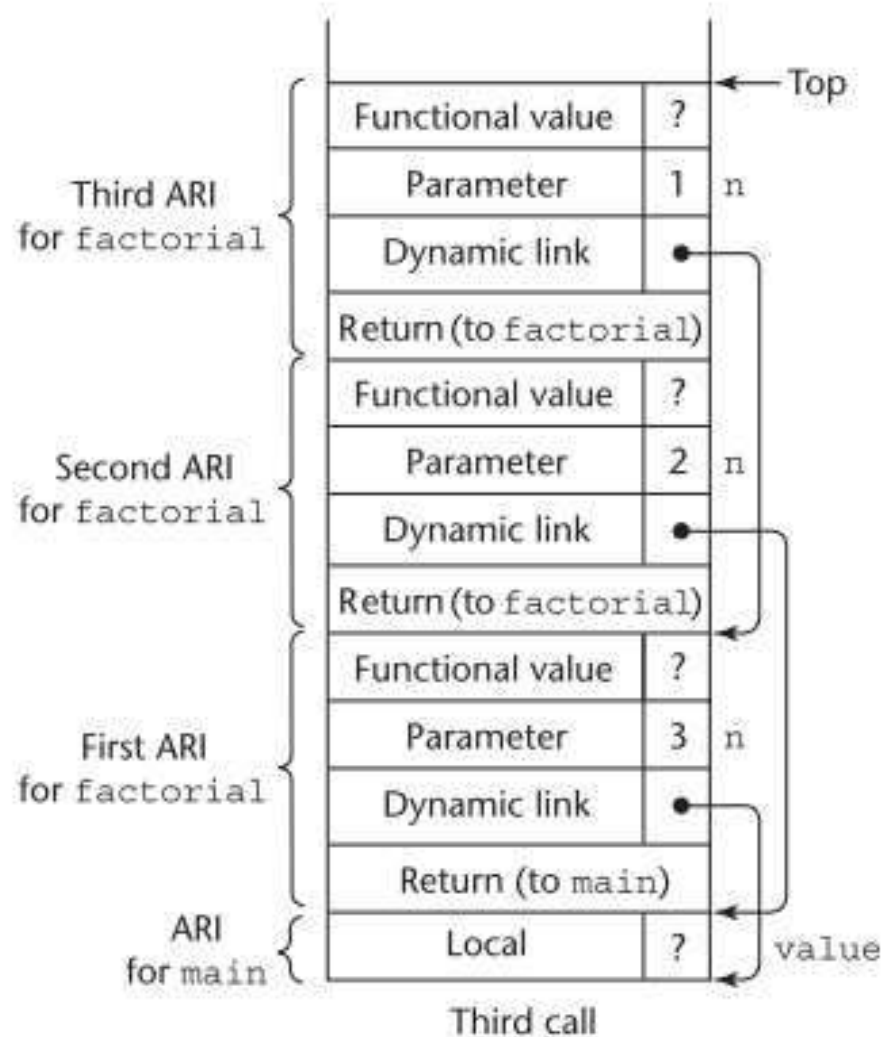 Top
Functional value ?
Third ARI
for factorial
Parameter 1 n
Dynamic link
Return (to factorial)
Functional value ?
Second ARI
for factorial
Parameter 2 n
Dynamic link
Return (to factorial)
Functional value ?
First ARI
for factorial
Parameter 3 n
Dynamic link
Return (to main)
ARI
for main
Local ? value
Third call